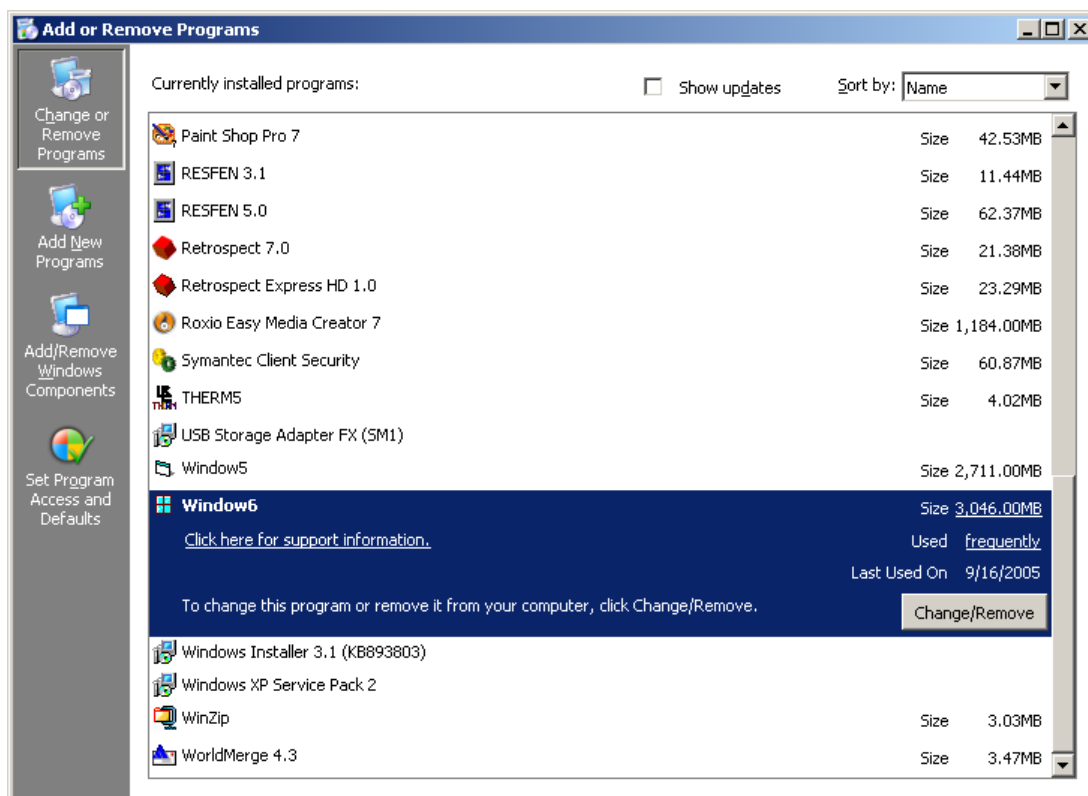 Add or Remove Programs
Change or
Remove
Programs
Add New
Programs
Add/Remove
Windows
Components
Set Program
Access and
Defaults
Currently installed programs: Show updates Sort by: Name
Paint Shop Pro 7 Size 42.53MB
RESFEN 3.1 Size 11.44MB
RESFEN 5.0 Size 62.37MB
Retrospect 7.0 Size 21.38MB
Retrospect Express HD 1.0 Size 23.29MB
Roxio Easy Media Creator 7 Size 1,184.00MB
Symantec Client Security Size 60.87MB
THERM5 Size 4.02MB
USB Storage Adapter FX (SM1)
Window5 Size 2,711.00MB
Window6 Size 3,046.00MB
Click here for support information. Used frequently
Last Used On 9/16/2005
To change this program or remove it from your computer, click Change/Remove. Change/Remove
Windows Installer 3.1 (KB893803)
Windows XP Service Pack 2
WinZip Size 3.03MB
WorldMerge 4.3 Size 3.47MB